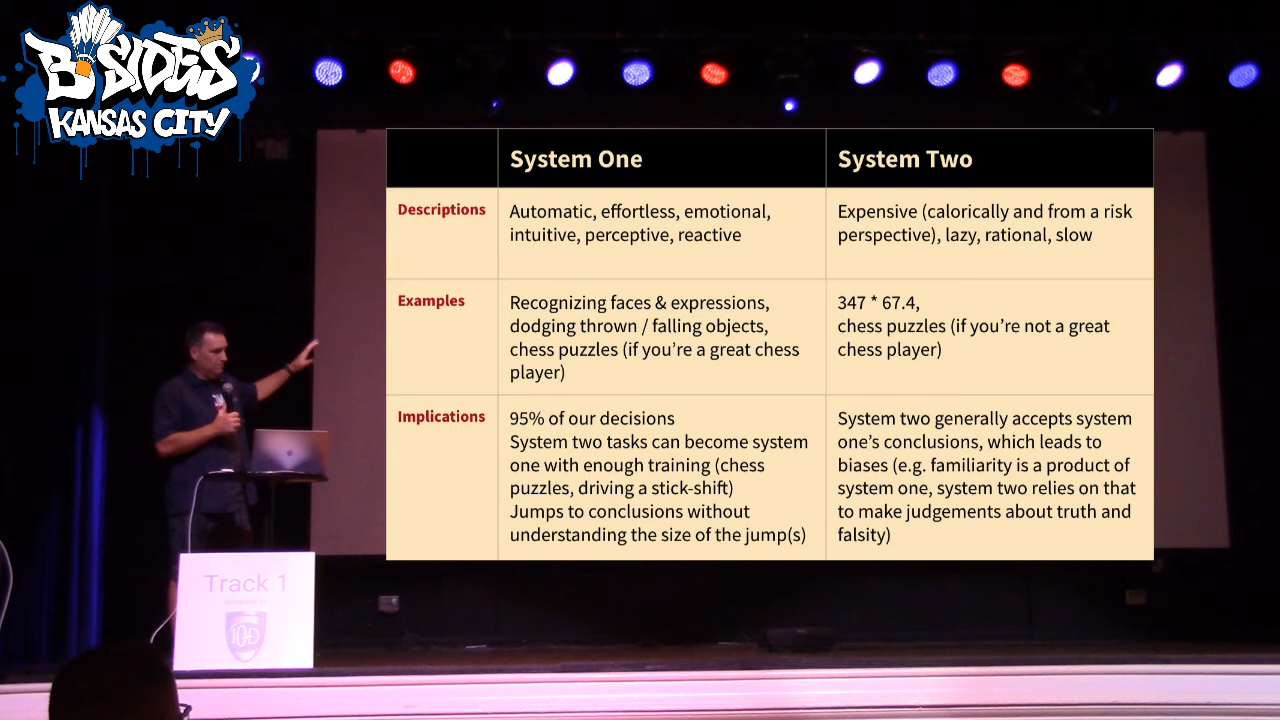 B·SIDES
KANSAS CITY
System One
System Two
Descriptions
Automatic, effortless, emotional,
intuitive, perceptive, reactive
Expensive (calorically and from a risk
perspective), lazy, rational, slow
Examples
Recognizing faces & expressions,
dodging thrown / falling objects,
chess puzzles (if you’re a great chess
player)
347 * 67.4,
chess puzzles (if you’re not a great
chess player)
Implications
95% of our decisions
System two tasks can become system
one with enough training (chess
puzzles, driving a stick-shift)
Jumps to conclusions without
understanding the size of the jump(s)
System two generally accepts system
one’s conclusions, which leads to
biases (e.g. familiarity is a product of
system one, system two relies on that
to make judgements about truth and
falsity)
Track 1